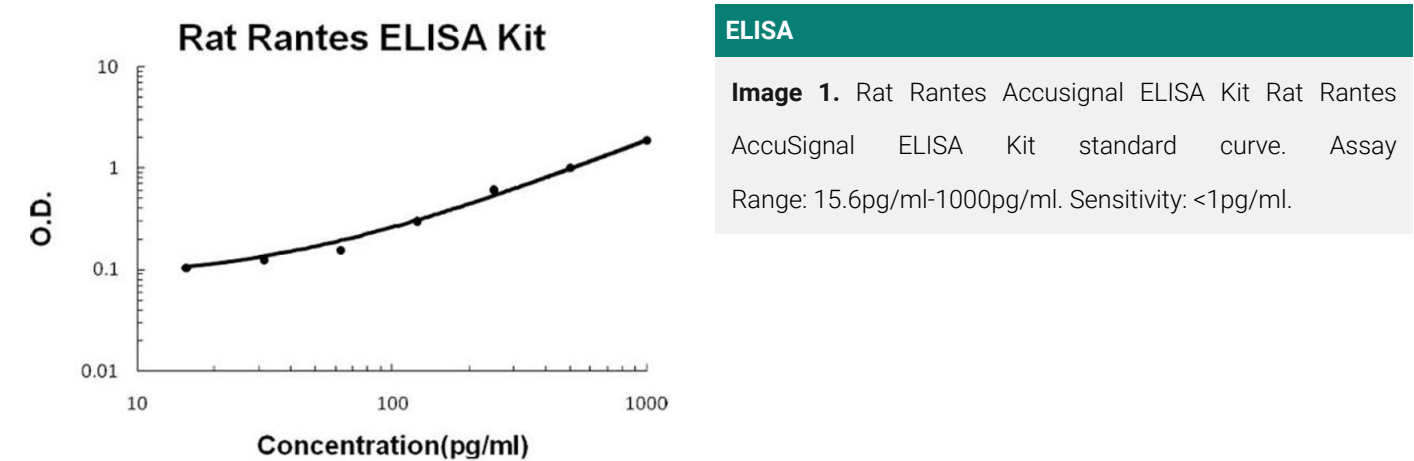 Rat Rantes ELISA Kit
10
1
0.1
0.01
O.D.
10 100 1000
Concentration(pg/ml)
ELISA
Image 1. Rat Rantes Accusignal ELISA Kit Rat Rantes
AccuSignal ELISA Kit standard curve. Assay
Range: 15.6pg/ml-1000pg/ml. Sensitivity: <1pg/ml.